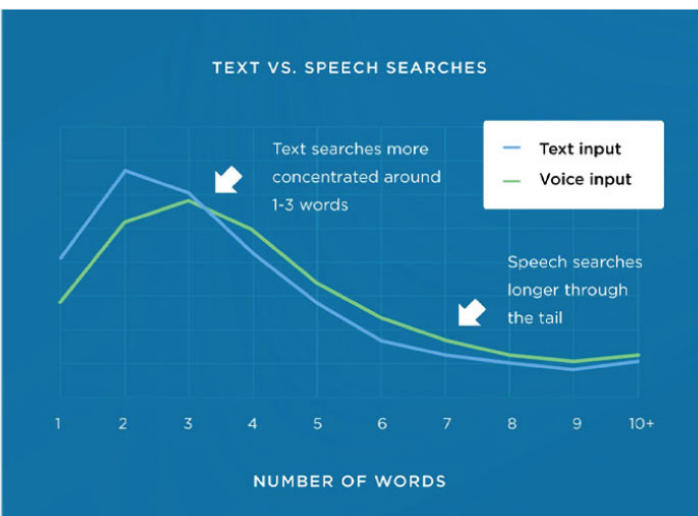 TEXT VS. SPEECH SEARCHES
Text searches more
concentrated around
1-3 words
Text input
Voice input
Speech searches
longer through
the tail
1 2 3 4 5 6 7 8 9 10+
NUMBER OF WORDS